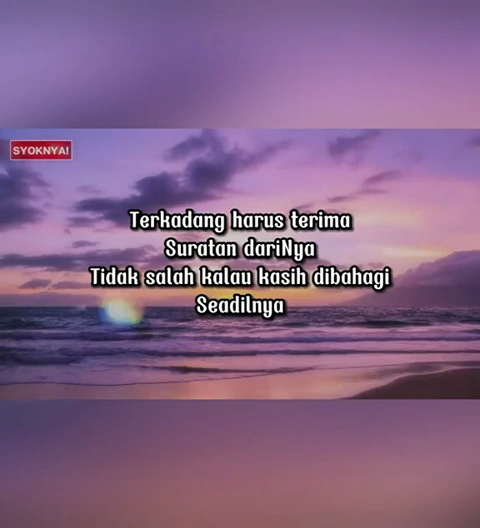 SYOKNYA!
Terkadang harus terima
Suratan dariNya
Tidak salah kalau kasih dibahagi
Seadilnya